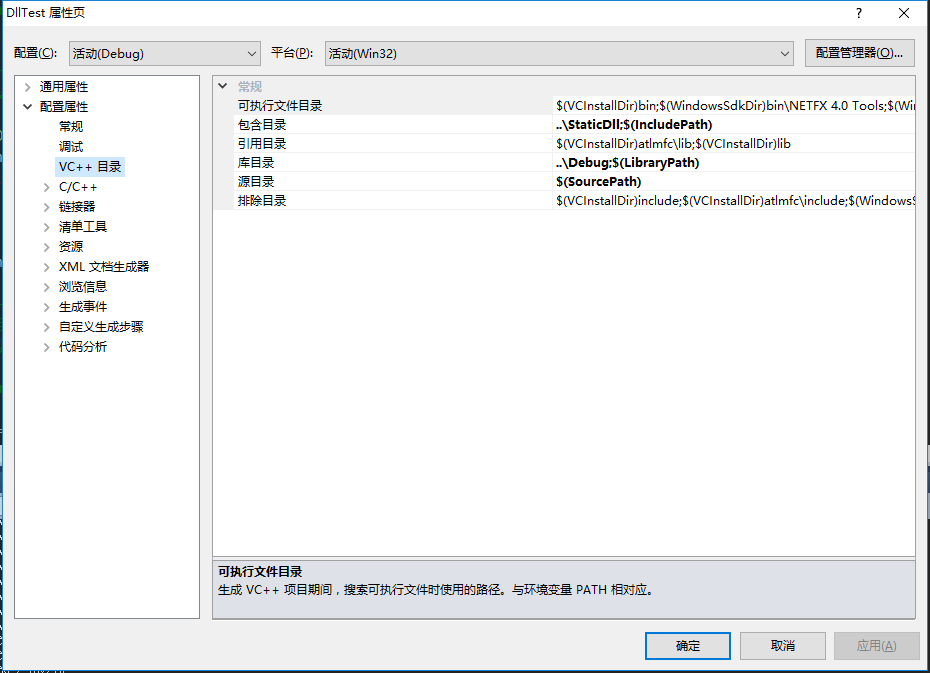 DllTest 属性页
配置(C): 活动(Debug) 平台(P): 活动(Win32) 配置管理器(O)...
通用属性
配置属性
常规
调试
VC++ 目录
C/C++
链接器
清单工具
资源
XML 文档生成器
浏览信息
生成事件
自定义生成步骤
代码分析
常规
可执行文件目录 $(VCInstallDir)bin;$(WindowsSdkDir)bin\NETFX 4.0 Tools;$(Win
包含目录 ..\StaticDll;$(IncludePath)
引用目录 $(VCInstallDir)atlmfc\lib;$(VCInstallDir)lib
库目录 ..\Debug;$(LibraryPath)
源目录 $(SourcePath)
排除目录 $(VCInstallDir)include;$(VCInstallDir)atlmfc\include;$(WindowsS
可执行文件目录
生成 VC++ 项目期间，搜索可执行文件时使用的路径。与环境变量 PATH 相对应。
确定 取消 应用(A)